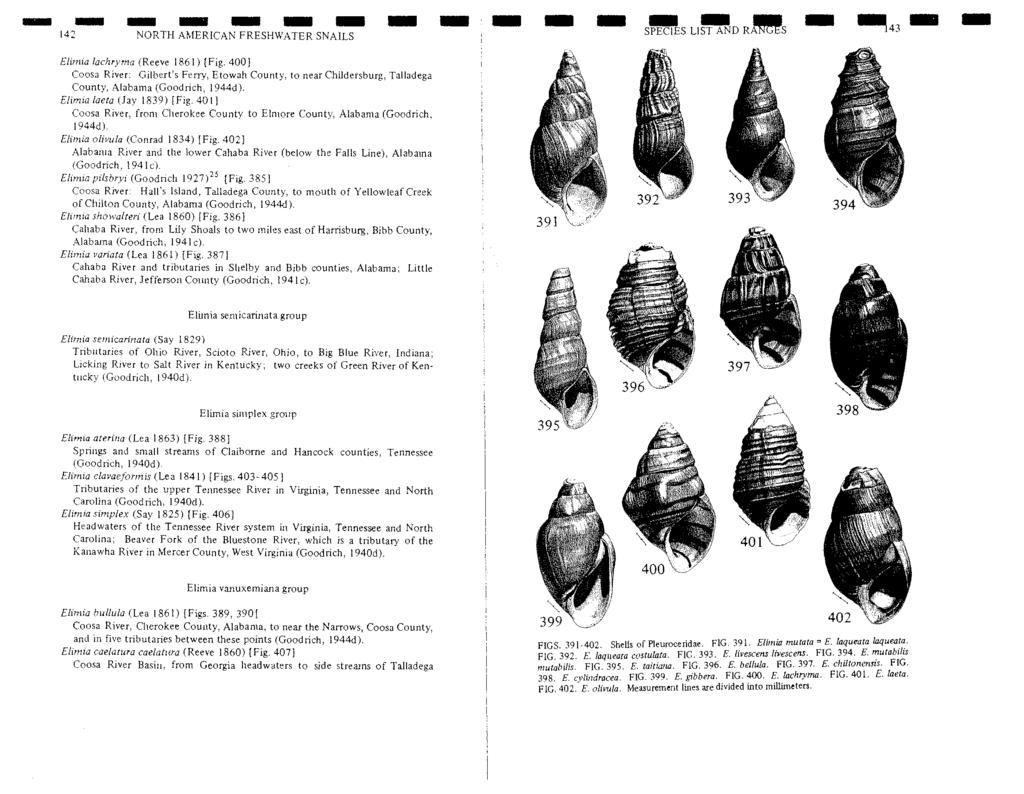 142 NORTH AMERICAN FRESHWATER SNAILS
Elimia lachryma (Reeve 1861) [Fig. 400]
Coosa River: Gilbert's Ferry, Etowah County, to near Childersburg, Talladega
County, Alabama (Goodrich, 1944d).
Elimia laeta (Jay 1839) [Fig. 401]
Coosa River, from Cherokee County to Elmore County, Alabama (Goodrich,
1944d).
Elimia olivula (Conrad 1834) [Fig. 402]
Alabama River and the lower Cahaba River (below the Falls Line), Alabama
(Goodrich, 1941c).
Elimia pilsbryi (Goodrich 1927)²⁵ [Fig. 385]
Coosa River: Hall's Island, Talladega County, to mouth of Yellowleaf Creek
of Chilton County, Alabama (Goodrich, 1944d).
Elimia showalteri (Lea 1860) [Fig. 386]
Cahaba River, from Lily Shoals to two miles east of Harrisburg, Bibb County,
Alabama (Goodrich, 1941c).
Elimia variata (Lea 1861) [Fig. 387]
Cahaba River and tributaries in Shelby and Bibb counties, Alabama; Little
Cahaba River, Jefferson County (Goodrich, 1941c).
Elimia semicarinata group
Elimia semicarinata (Say 1829)
Tributaries of Ohio River, Scioto River, Ohio, to Big Blue River, Indiana;
Licking River to Salt River in Kentucky; two creeks of Green River of Ken-
tucky (Goodrich, 1940d).
Elimia simplex group
Elimia aterina (Lea 1863) [Fig. 388]
Springs and small streams of Claiborne and Hancock counties, Tennessee
(Goodrich, 1940d).
Elimia clavaeformis (Lea 1841) [Figs. 403-405]
Tributaries of the upper Tennessee River in Virginia, Tennessee and North
Carolina (Goodrich, 1940d).
Elimia simplex (Say 1825) [Fig. 406]
Headwaters of the Tennessee River system in Virginia, Tennessee and North
Carolina; Beaver Fork of the Bluestone River, which is a tributary of the
Kanawha River in Mercer County, West Virginia (Goodrich, 1940d).
Elimia vanuxemiana group
Elimia bullula (Lea 1861) [Figs. 389, 390]
Coosa River, Cherokee County, Alabama, to near the Narrows, Coosa County,
and in five tributaries between these points (Goodrich, 1944d).
Elimia caelatura caelatura (Reeve 1860) [Fig. 407]
Coosa River Basin, from Georgia headwaters to side streams of Talladega
SPECIES LIST AND RANGES 143
391
392
393
394
395
396
397
398
399
400
401
402
FIGS. 391-402. Shells of Pleuroceridae. FIG. 391. Elimia mutata = E. laqueata laqueata.
FIG. 392. E. laqueata costulata. FIG. 393. E. livescens livescens. FIG. 394. E. mutabilis
mutabilis. FIG. 395. E. taitiana. FIG. 396. E. bellula. FIG. 397. E. chiltonensis. FIG.
398. E. cylindracea. FIG. 399. E. gibbera. FIG. 400. E. lachryma. FIG. 401. E. laeta.
FIG. 402. E. olivula. Measurement lines are divided into millimeters.